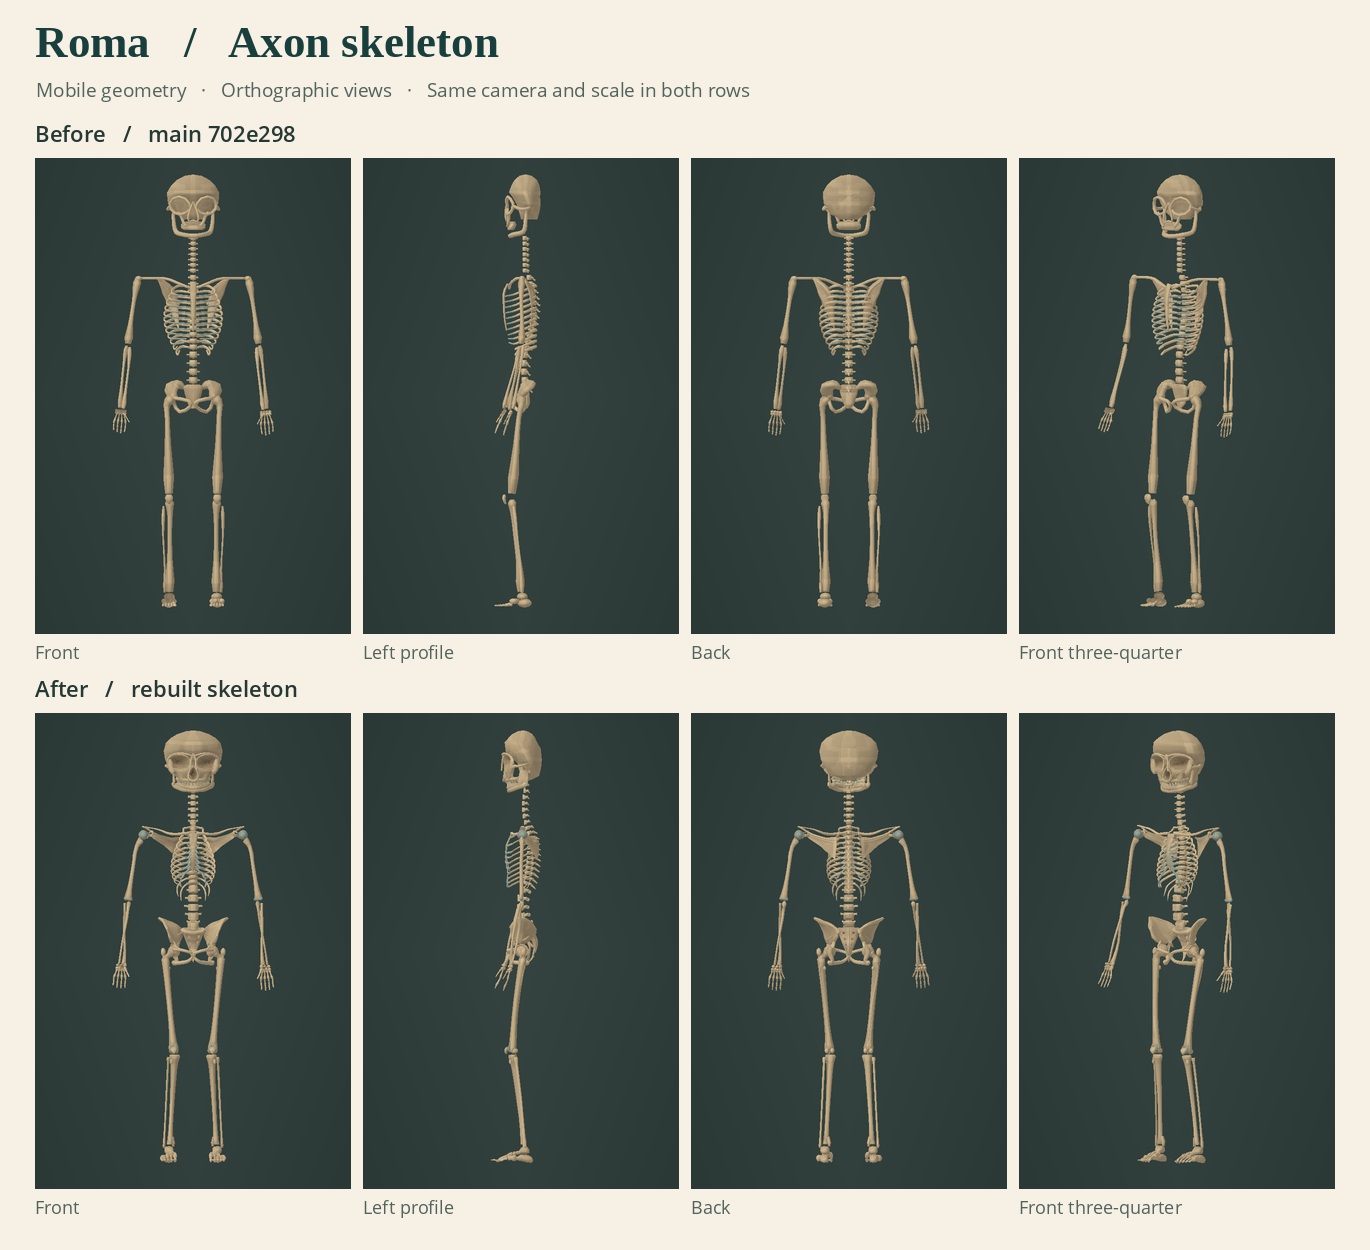 Roma / Axon skeleton
Mobile geometry · Orthographic views · Same camera and scale in both rows
Before / main 702e298
Front
Left profile
Back
Front three-quarter
After / rebuilt skeleton
Front
Left profile
Back
Front three-quarter